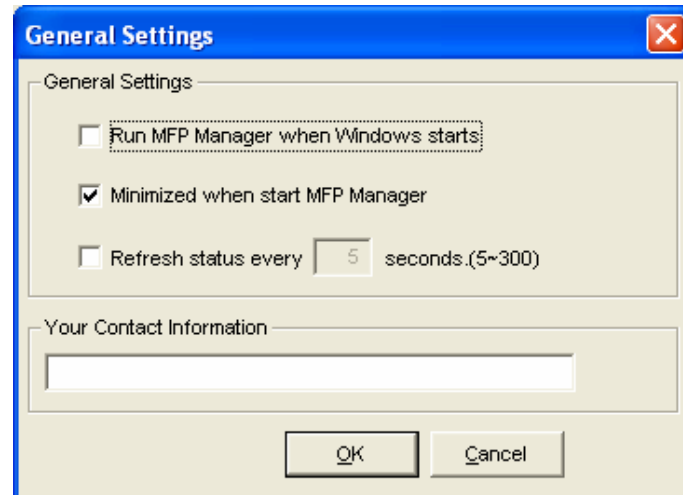 General Settings
General Settings
Run MFP Manager when Windows starts
Minimized when start MFP Manager
Refresh status every 5 seconds.(5~300)
Your Contact Information
OK Cancel